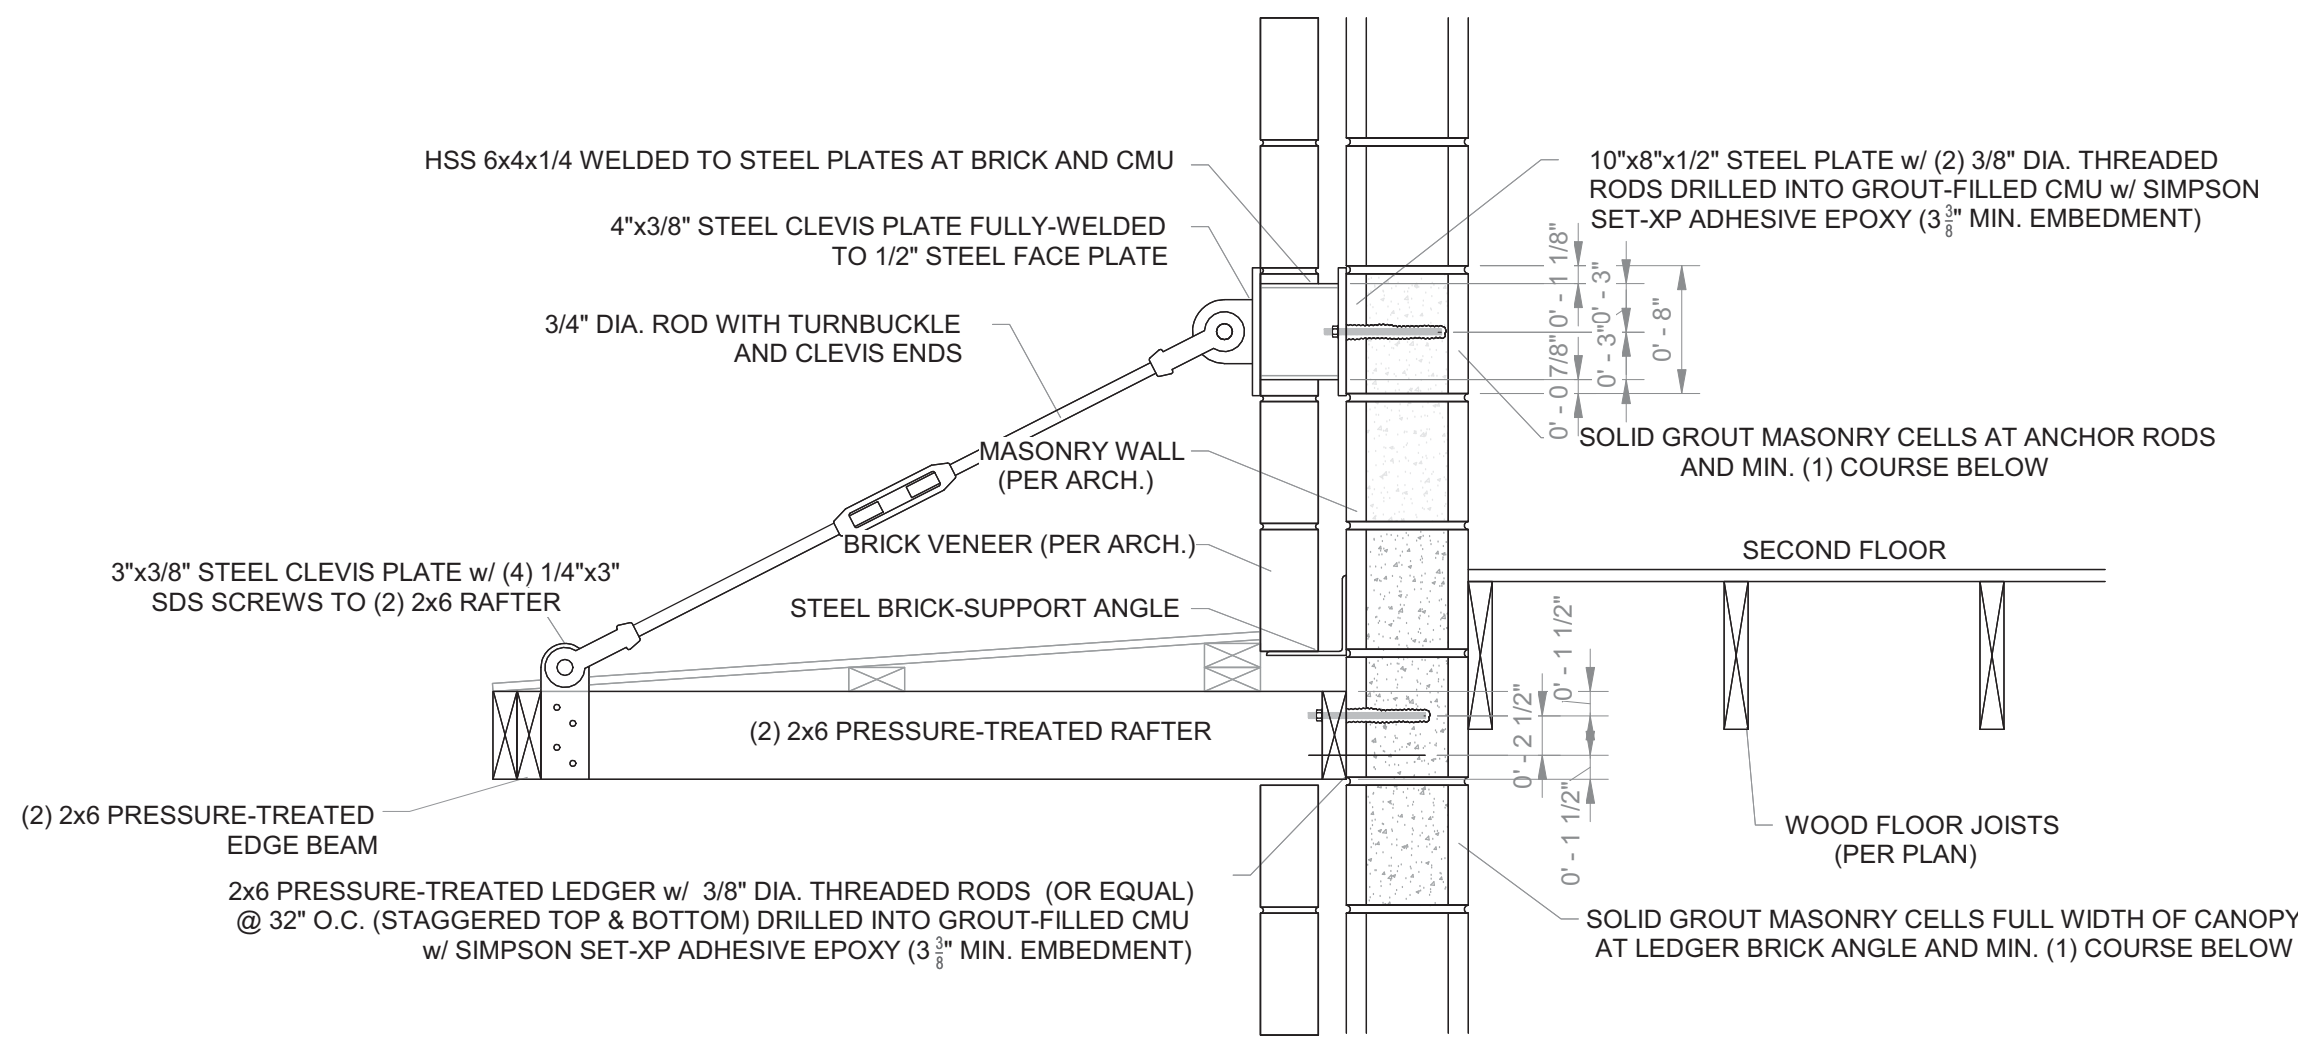 HSS 6x4x1/4 WELDED TO STEEL PLATES AT BRICK AND CMU
4"x3/8" STEEL CLEVIS PLATE FULLY-WELDED
TO 1/2" STEEL FACE PLATE
3/4" DIA. ROD WITH TURNBUCKLE
AND CLEVIS ENDS
MASONRY WALL
(PER ARCH.)
BRICK VENEER (PER ARCH.)
3"x3/8" STEEL CLEVIS PLATE w/ (4) 1/4"x3"
SDS SCREWS TO (2) 2x6 RAFTER
STEEL BRICK-SUPPORT ANGLE
(2) 2x6 PRESSURE-TREATED RAFTER
(2) 2x6 PRESSURE-TREATED
EDGE BEAM
2x6 PRESSURE-TREATED LEDGER w/ 3/8" DIA. THREADED RODS (OR EQUAL)
@ 32" O.C. (STAGGERED TOP & BOTTOM) DRILLED INTO GROUT-FILLED CMU
w/ SIMPSON SET-XP ADHESIVE EPOXY (3 3/8" MIN. EMBEDMENT)
10"x8"x1/2" STEEL PLATE w/ (2) 3/8" DIA. THREADED
RODS DRILLED INTO GROUT-FILLED CMU w/ SIMPSON
SET-XP ADHESIVE EPOXY (3 3/8" MIN. EMBEDMENT)
0' - 1 1/8"
0' - 3"
0' - 8"
0' - 3"
0' - 0 7/8"
SOLID GROUT MASONRY CELLS AT ANCHOR RODS
AND MIN. (1) COURSE BELOW
SECOND FLOOR
0' - 1 1/2"
0' - 2 1/2"
0' - 1 1/2"
WOOD FLOOR JOISTS
(PER PLAN)
SOLID GROUT MASONRY CELLS FULL WIDTH OF CANOPY
AT LEDGER BRICK ANGLE AND MIN. (1) COURSE BELOW